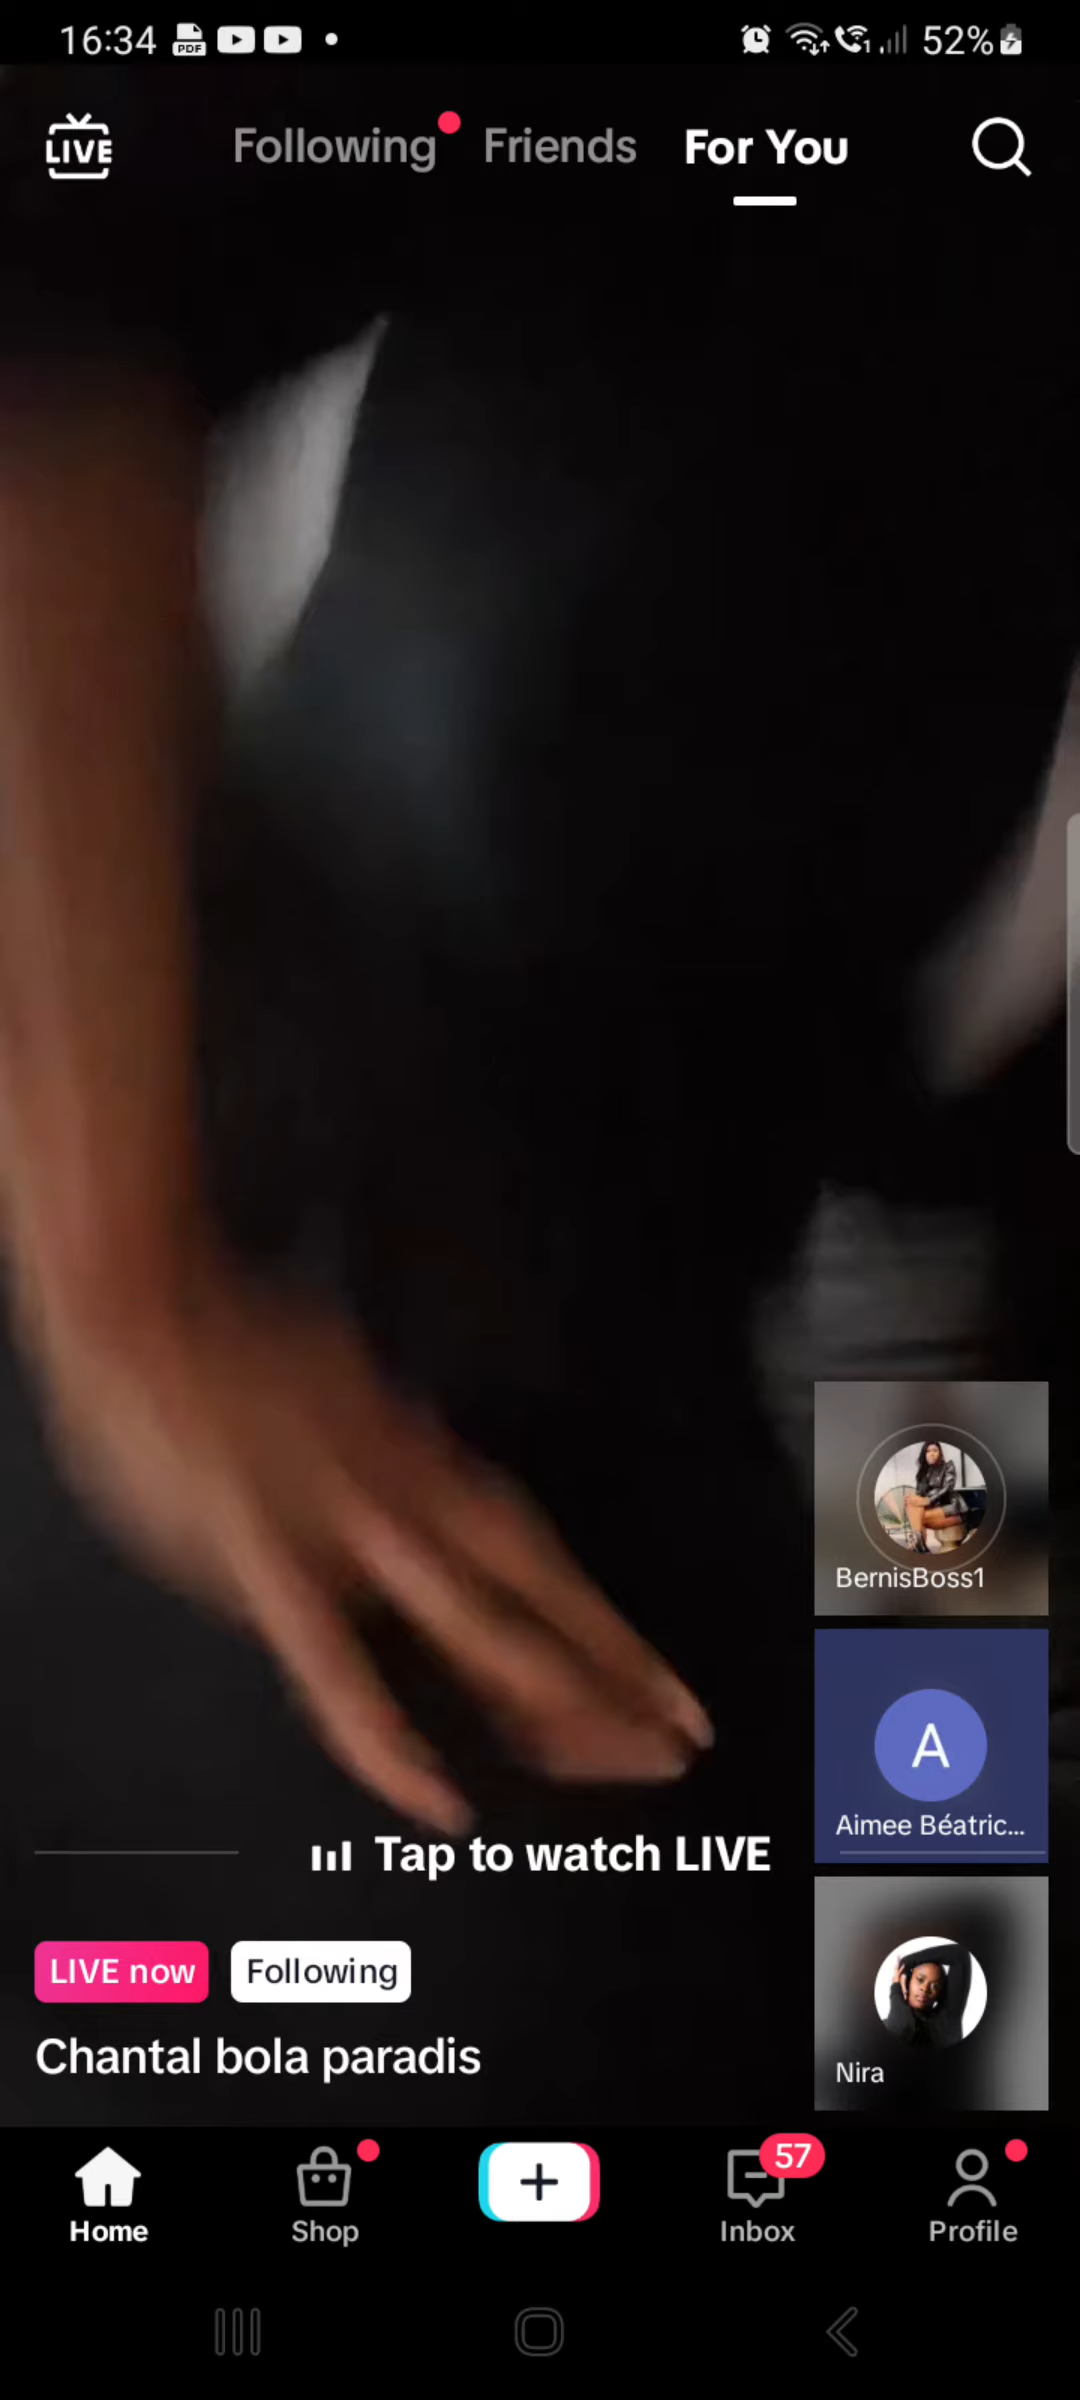 16:34 PDF 52%
LIVE Following Friends For You
BernisBoss1
A
Aimee Béatric...
Tap to watch LIVE
LIVE now Following
Nira
Chantal bola paradis
57
Home Shop Inbox Profile